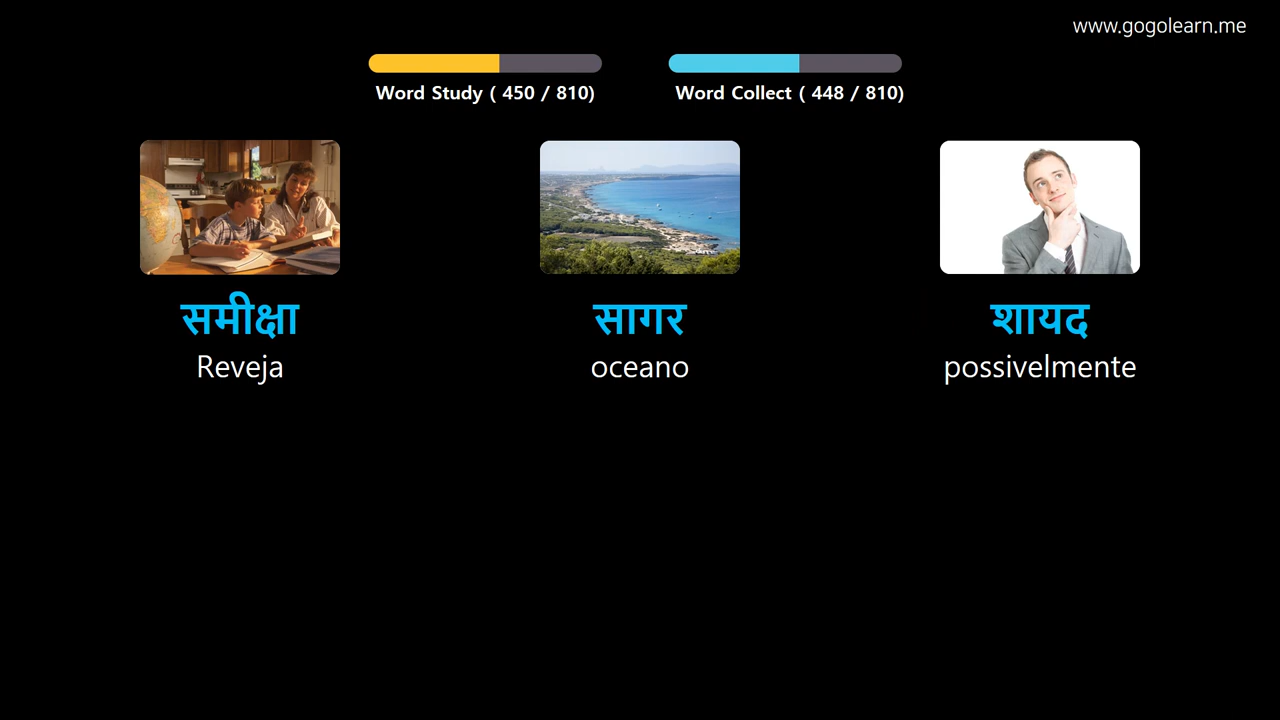 www.gogolearn.me
Word Study ( 450 / 810)
Word Collect ( 448 / 810)
समीक्षा
Reveja
सागर
oceano
शायद
possivelmente